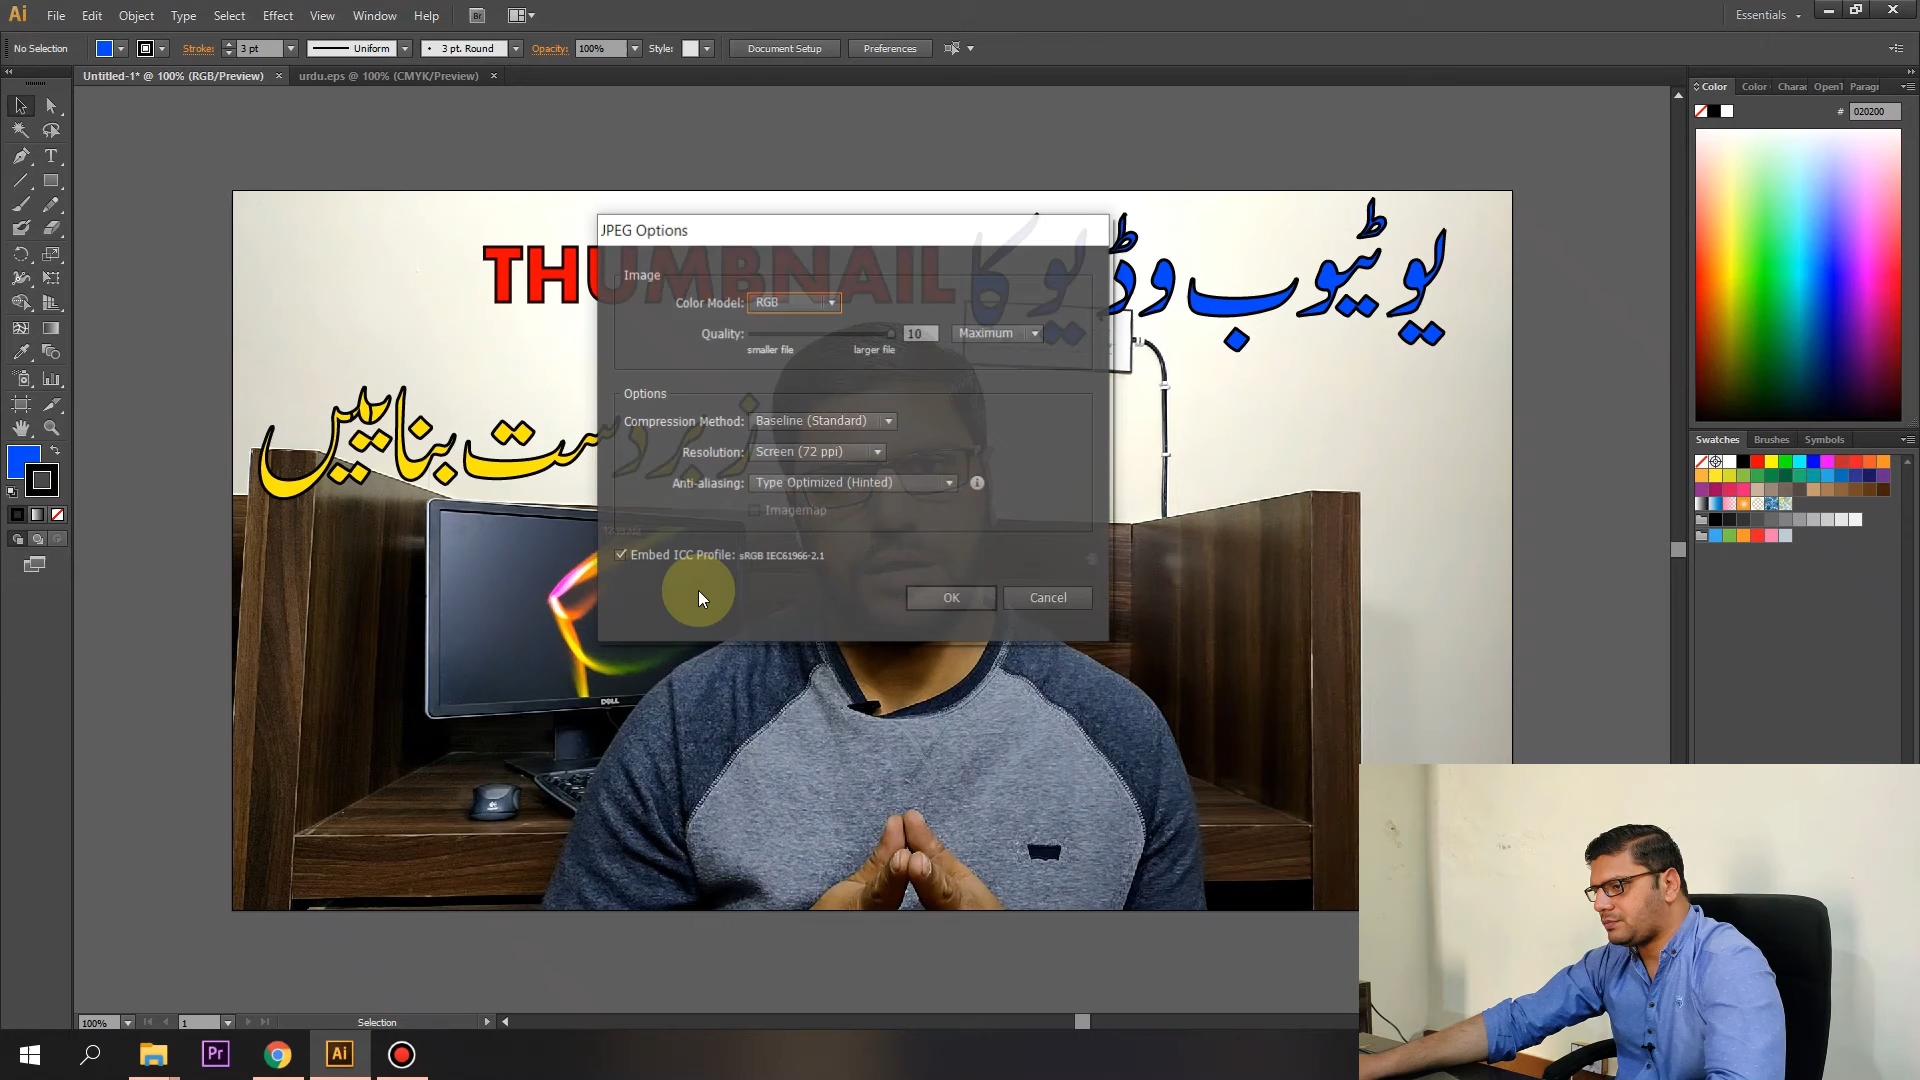 Ai File Edit Object Type Select Effect View Window Help Br Essentials
No Selection Stroke: 3 pt Uniform 3 pt. Round Opacity: 100% Style: Document Setup Preferences
Untitled-1* @ 100% (RGB/Preview) × urdu.eps @ 100% (CMYK/Preview) ×
Color Color Charac OpenT Paragr
# 020200
یوٹیوب وڈیو کا THUMBNAIL
زبردست بنائیں
JPEG Options
Image
Color Model: RGB
Quality: 10 Maximum
smaller file larger file
Options
Compression Method: Baseline (Standard)
Resolution: Screen (72 ppi)
Anti-aliasing: Type Optimized (Hinted)
Imagemap
Embed ICC Profile: sRGB IEC61966-2.1
OK Cancel
Swatches Brushes Symbols
DELL
100% 1 Selection
Pr Ai